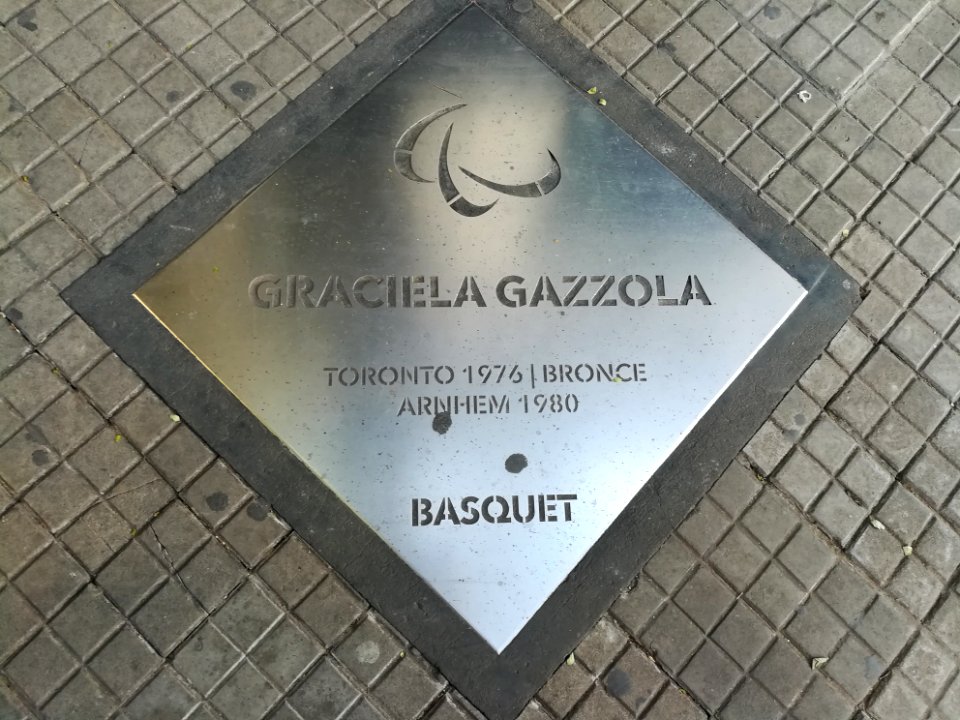 GRACIELA GAZZOLA
TORONTO 1976 | BRONCE
ARNHEM 1980
BASQUET